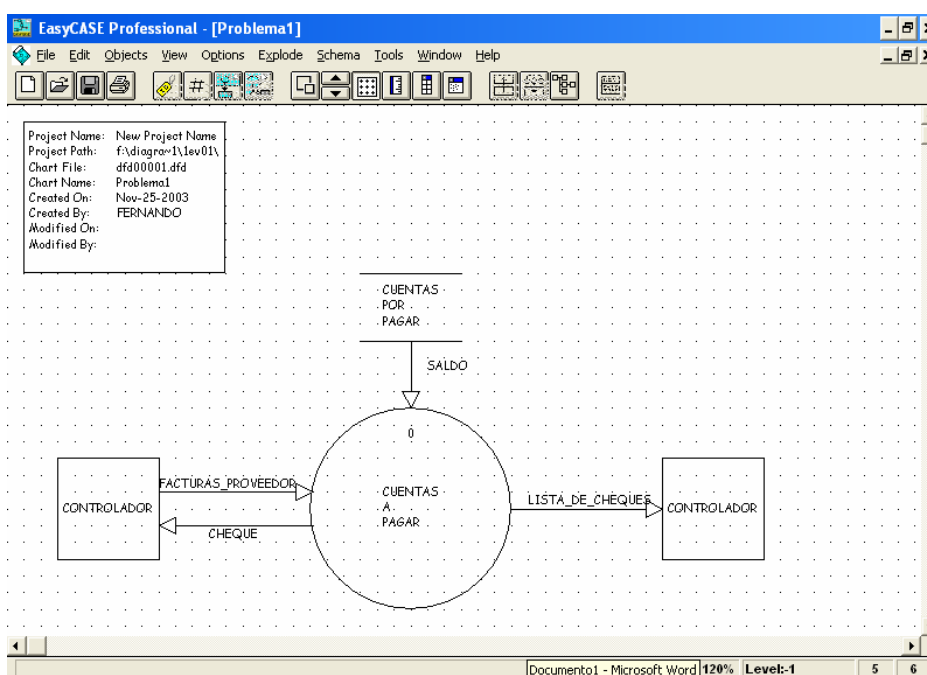 EasyCASE Professional - [Problema1]
File Edit Objects View Options Explode Schema Tools Window Help
Project Name: New Project Name
Project Path: f:\diagra~1\1ev01\
Chart File: dfd00001.dfd
Chart Name: Problema1
Created On: Nov-25-2003
Created By: FERNANDO
Modified On:
Modified By:
CUENTAS
POR
PAGAR
SALDO
0
FACTURAS_PROVEEDOR
CONTROLADOR
CUENTAS
A
PAGAR
LISTA_DE_CHEQUES
CONTROLADOR
CHEQUE
Documento1 - Microsoft Word 120% Level:-1 5 6